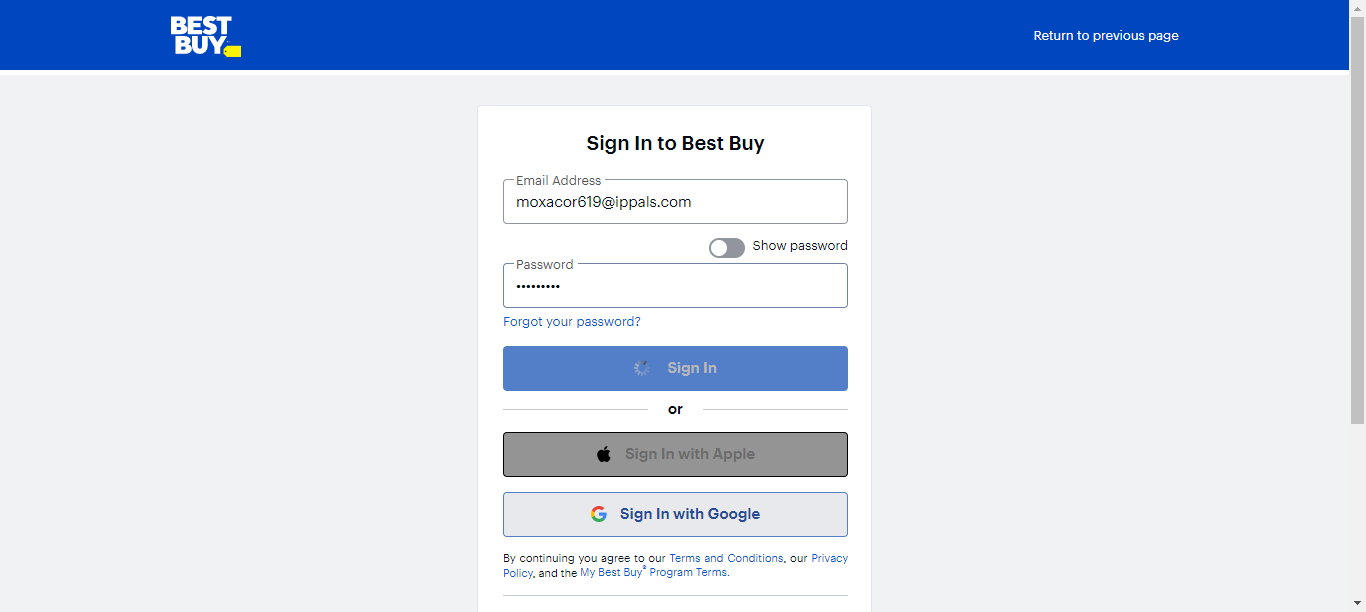 BEST
BUY
Return to previous page
Sign In to Best Buy
Email Address
moxacor619@ippals.com
Show password
Password
•••••••••
Forgot your password?
Sign In
or
Sign In with Apple
Sign In with Google
By continuing you agree to our Terms and Conditions, our Privacy
Policy, and the My Best Buy® Program Terms.